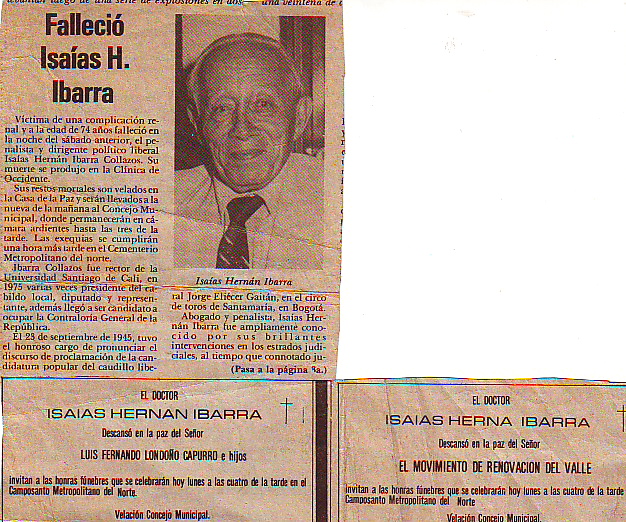 Falleció
Isaías H.
Ibarra
Víctima de una complicación re-
nal y a la edad de 74 años falleció en
la noche del sábado anterior, el pe-
nalista y dirigente político liberal
Isaías Hernán Ibarra Collazos. Su
muerte se produjo en la Clínica de
Occidente.
Sus restos mortales son velados en
la Casa de la Paz y serán llevados a la
nueve de la mañana al Concejo Mu-
nicipal, donde permanecerán en cá-
mara ardientes hasta las tres de la
tarde. Las exequias se cumplirán
una hora más tarde en el Cementerio
Metropolitano del norte.
Ibarra Collazos fue rector de la
Universidad Santiago de Cali, en
1975 varias veces presidente del ca-
bildo local, diputado y represen-
tante, además llegó a ser candidato a
ocupar la Contraloría General de la
República.
El 23 de septiembre de 1945, tuvo
el honroso cargo de pronunciar el
discurso de proclamación de la can-
didatura popular del caudillo libe-
Isaías Hernán Ibarra
ral Jorge Eliécer Gaitán, en el circo
de toros de Santamaría, en Bogotá.
Abogado y penalista, Isaías Her-
nán Ibarra fue ampliamente cono-
cido por sus brillantes
intervenciones en los estrados judi-
ciales, al tiempo que connotado ju-
(Pasa a la página 8a.)
EL DOCTOR
ISAIAS HERNAN IBARRA
Descansó en la paz del Señor
LUIS FERNANDO LONDOÑO CAPURRO e hijos
invitan a las honras fúnebres que se celebrarán hoy lunes a las cuatro de la tarde en el
Camposanto Metropolitano del Norte.
Velación Concejo Municipal.
EL DOCTOR
ISAIAS HERNA IBARRA
Descansó en la paz del Señor
EL MOVIMIENTO DE RENOVACION DEL VALLE
invitan a las honras fúnebres que se celebrarán hoy lunes a las cuatro de la tarde
Camposanto Metropolitano del Norte
Velación Concejo Municipal.